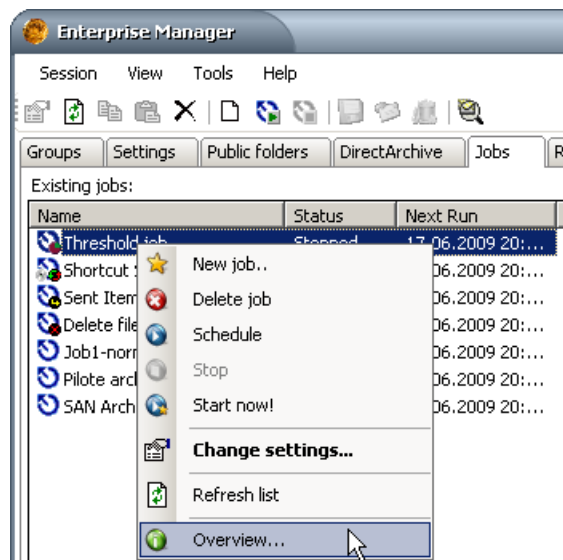 Enterprise Manager
Session View Tools Help
Groups Settings Public folders DirectArchive Jobs R
Existing jobs:
Name Status Next Run
Threshold job Stopped 17.06.2009 20:...
Shortcut S 06.2009 20:...
Sent Item 06.2009 20:...
Delete file 06.2009 20:...
Job1-norr 06.2009 20:...
Pilote arc 06.2009 20:...
SAN Arch 06.2009 20:...
New job..
Delete job
Schedule
Stop
Start now!
Change settings...
Refresh list
Overview...